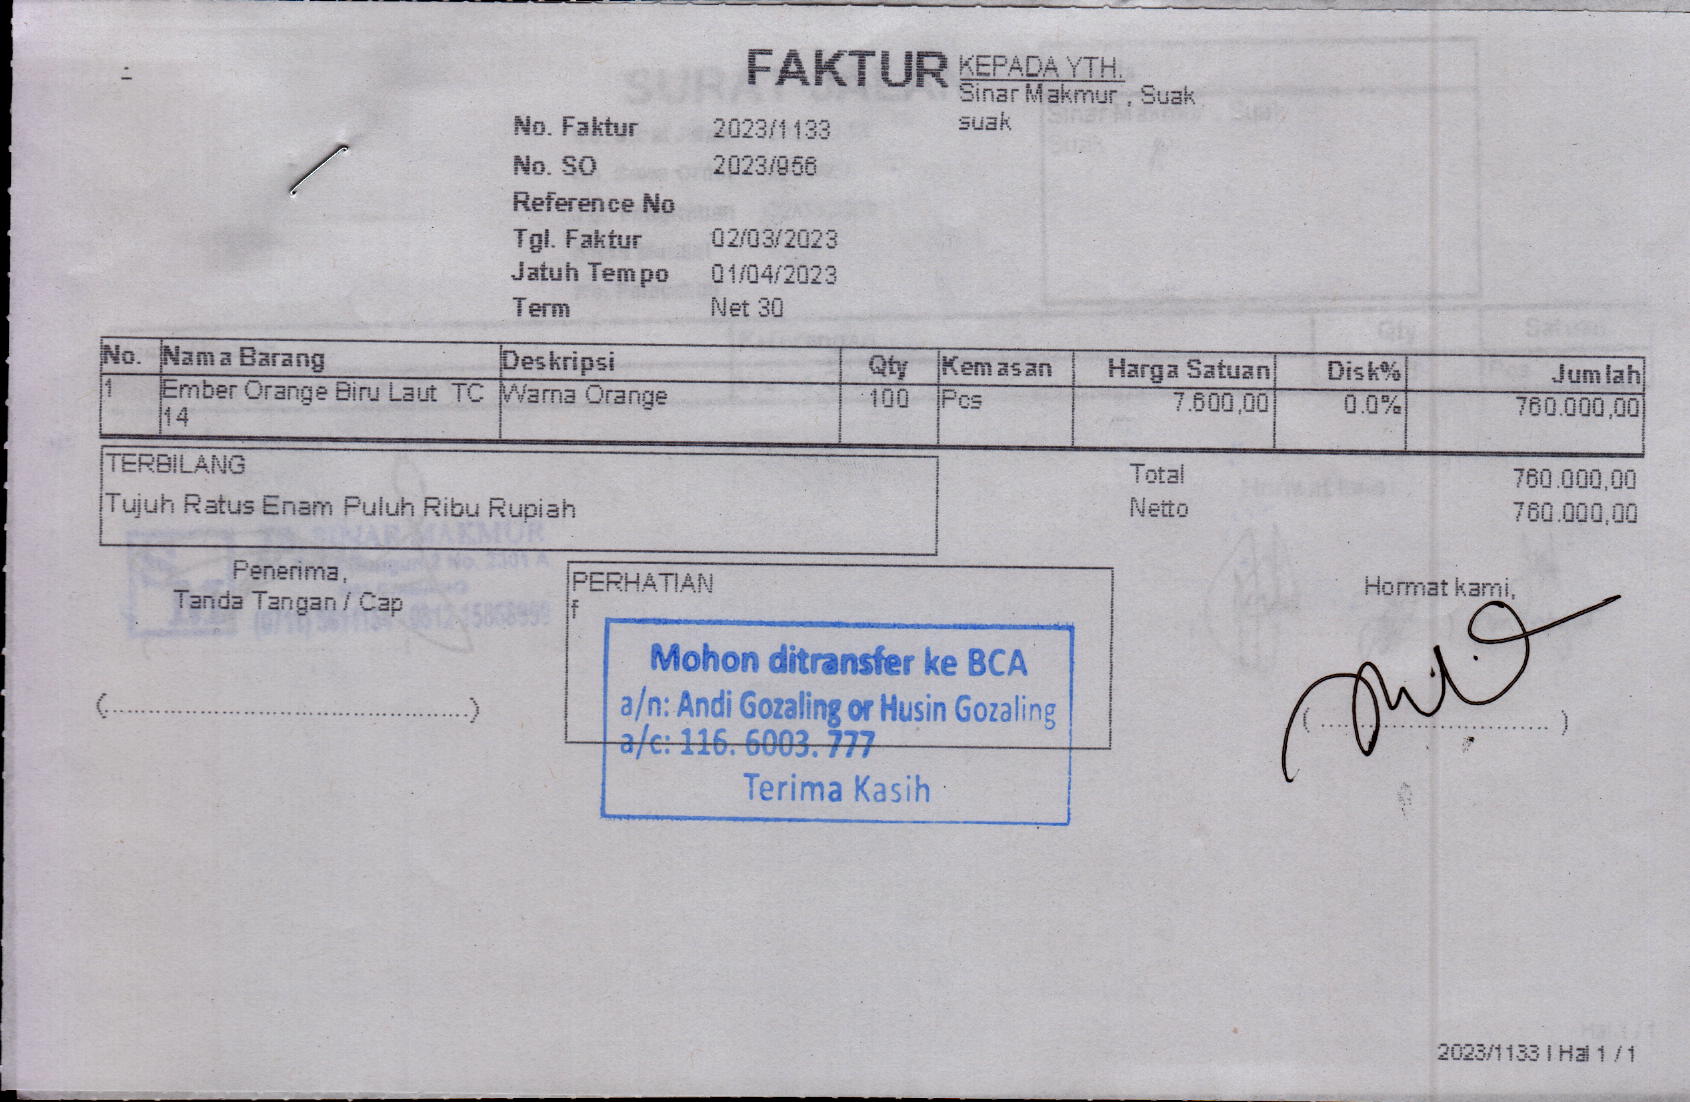 FAKTUR
KEPADA YTH.
Sinar Makmur , Suak
suak
No. Faktur 2023/1133
No. SO 2023/956
Reference No
Tgl. Faktur 02/03/2023
Jatuh Tempo 01/04/2023
Term Net 30
No. Nama Barang Deskripsi Qty Kemasan Harga Satuan Disk% Jumlah
1 Ember Orange Biru Laut TC Warna Orange 100 Pcs 7.600,00 0.0% 760.000,00
14
TERBILANG
Tujuh Ratus Enam Puluh Ribu Rupiah
Total 760.000,00
Netto 760.000,00
Penerima,
Tanda Tangan / Cap
(..............................................)
PERHATIAN
f
Mohon ditransfer ke BCA
a/n: Andi Gozaling or Husin Gozaling
a/c: 116. 6003. 777
Terima Kasih
Hormat kami,
( .............................. )
2023/1133 | Hal 1 / 1